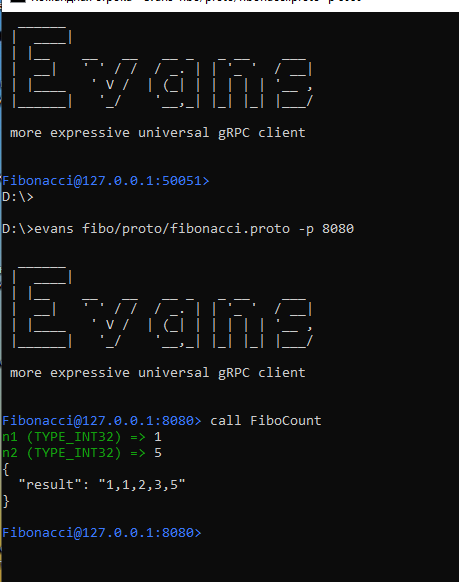 Командная строка - evans fibo/proto/fibonacci.proto -p 8080
Evans
more expressive universal gRPC client
Fibonacci@127.0.0.1:50051>
D:\>
D:\>evans fibo/proto/fibonacci.proto -p 8080
Evans
more expressive universal gRPC client
Fibonacci@127.0.0.1:8080> call FiboCount
n1 (TYPE_INT32) => 1
n2 (TYPE_INT32) => 5
{
"result": "1,1,2,3,5"
}
Fibonacci@127.0.0.1:8080>